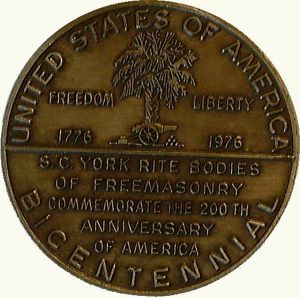 UNITED STATES OF AMERICA
FREEDOM LIBERTY
1776 1976
S.C. YORK RITE BODIES
OF FREEMASONRY
COMMEMORATE THE 200TH
ANNIVERSARY
OF AMERICA
BICENTENNIAL